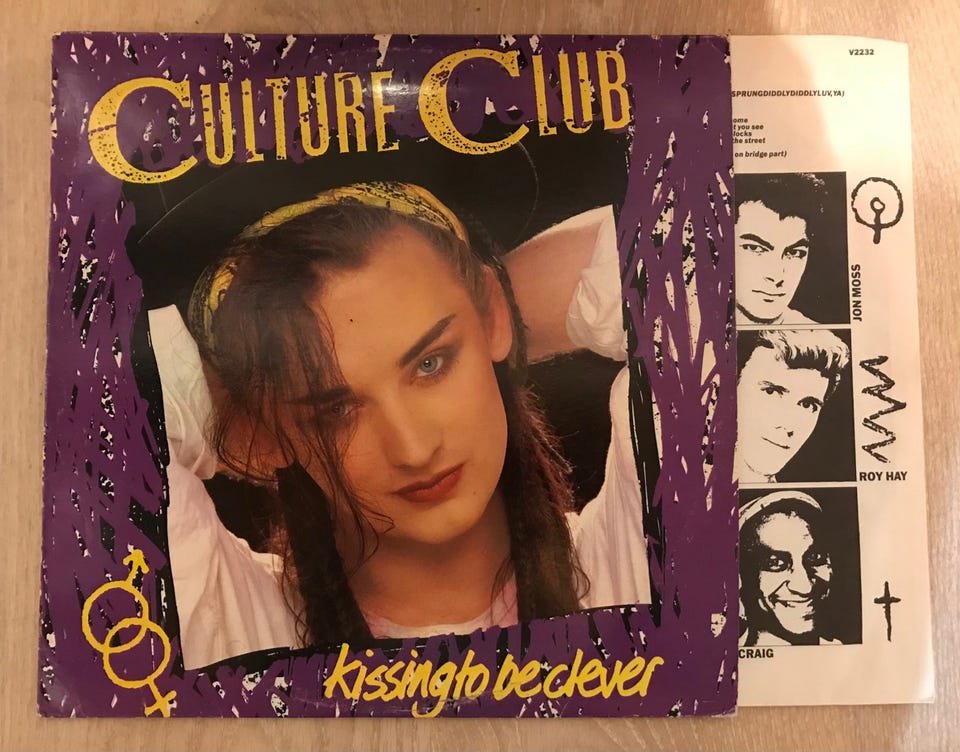 CULTURE CLUB
kissing to be clever
V2232
SPRUNGDIDDLYDIDDLYLUV,YA)
ome
t you see
locks
the street
on bridge part)
JON MOSS
ROY HAY
CRAIG